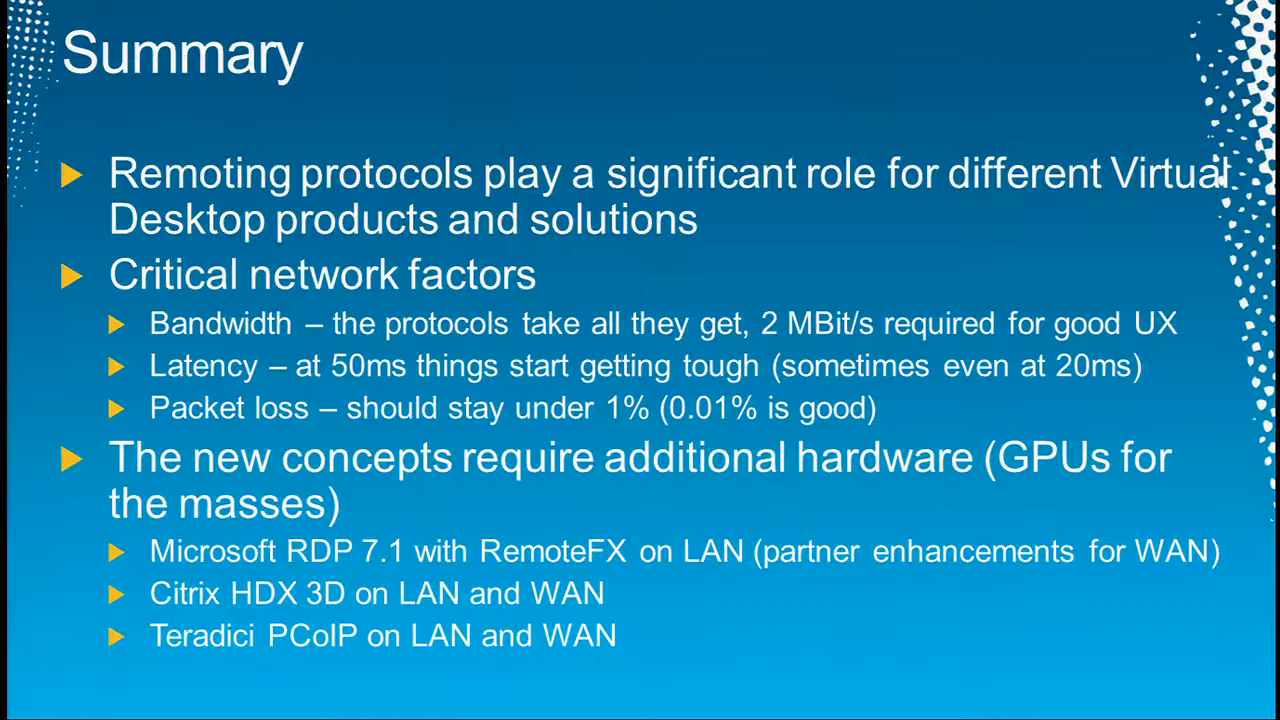 Summary
Remoting protocols play a significant role for different Virtual
Desktop products and solutions
Critical network factors
Bandwidth – the protocols take all they get, 2 MBit/s required for good UX
Latency – at 50ms things start getting tough (sometimes even at 20ms)
Packet loss – should stay under 1% (0.01% is good)
The new concepts require additional hardware (GPUs for
the masses)
Microsoft RDP 7.1 with RemoteFX on LAN (partner enhancements for WAN)
Citrix HDX 3D on LAN and WAN
Teradici PCoIP on LAN and WAN